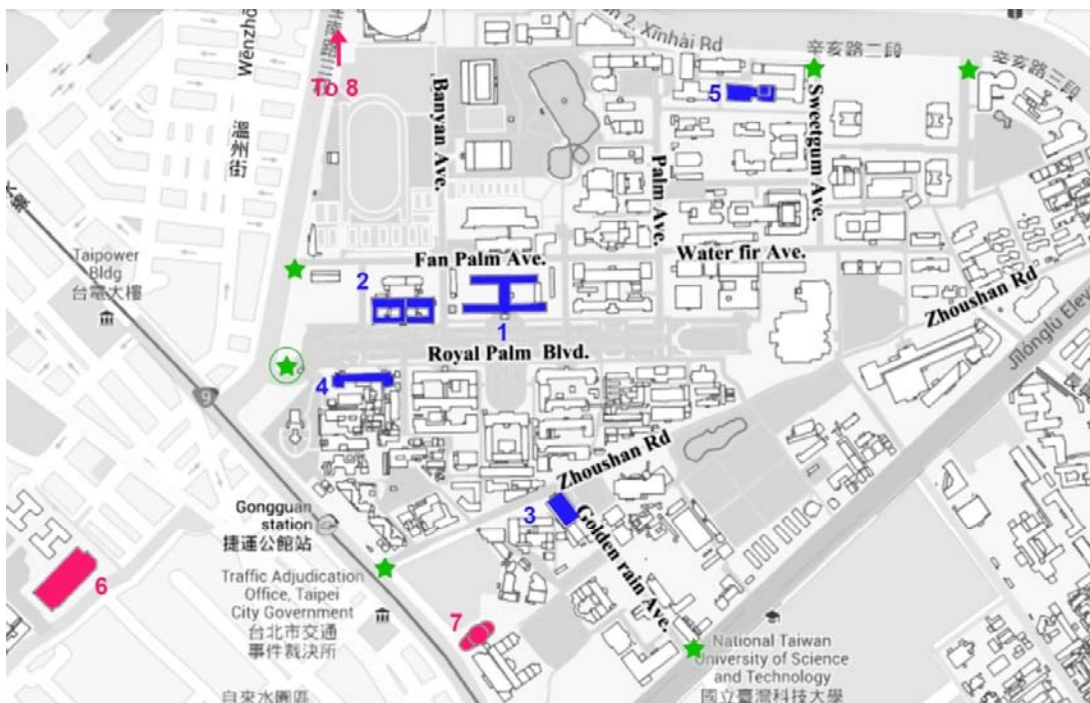 To 8
Wēnzhō
溫州街
n 2, Xīnhài Rd
辛亥路二段
辛亥路三段
5
Banyan Ave.
Palm Ave.
Sweetgum Ave.
Taipower
Bldg
台電大樓
Fan Palm Ave.
Water fir Ave.
Zhoushan Rd
Jīlónglù Ele
2
1
Royal Palm Blvd.
4
9
Zhoushan Rd
3
Golden rain Ave.
Gongguan
station
捷運公館站
6
Traffic Adjudication
Office, Taipei
City Government
台北市交通
事件裁決所
7
National Taiwan
University of Science
and Technology
國立臺灣科技大學
自來水園區